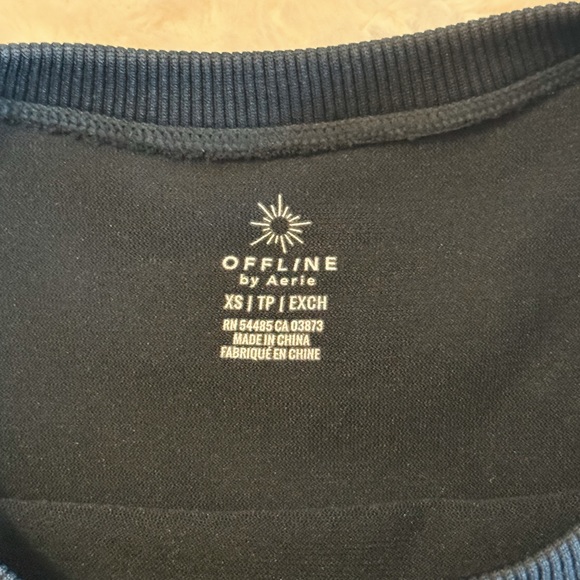 OFFLINE
by Aerie
XS | TP | EXCH
RN 54485 CA 03873
MADE IN CHINA
FABRIQUÉ EN CHINE